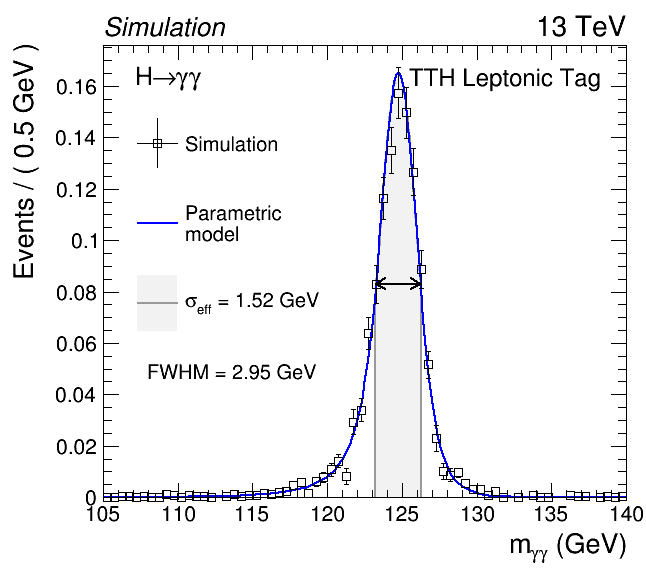 Simulation
13 TeV
H→γγ
TTH Leptonic Tag
Simulation
Parametric
model
σeff = 1.52 GeV
FWHM = 2.95 GeV
Events / ( 0.5 GeV )
0.16
0.14
0.12
0.1
0.08
0.06
0.04
0.02
0
105 110 115 120 125 130 135 140
mγγ (GeV)